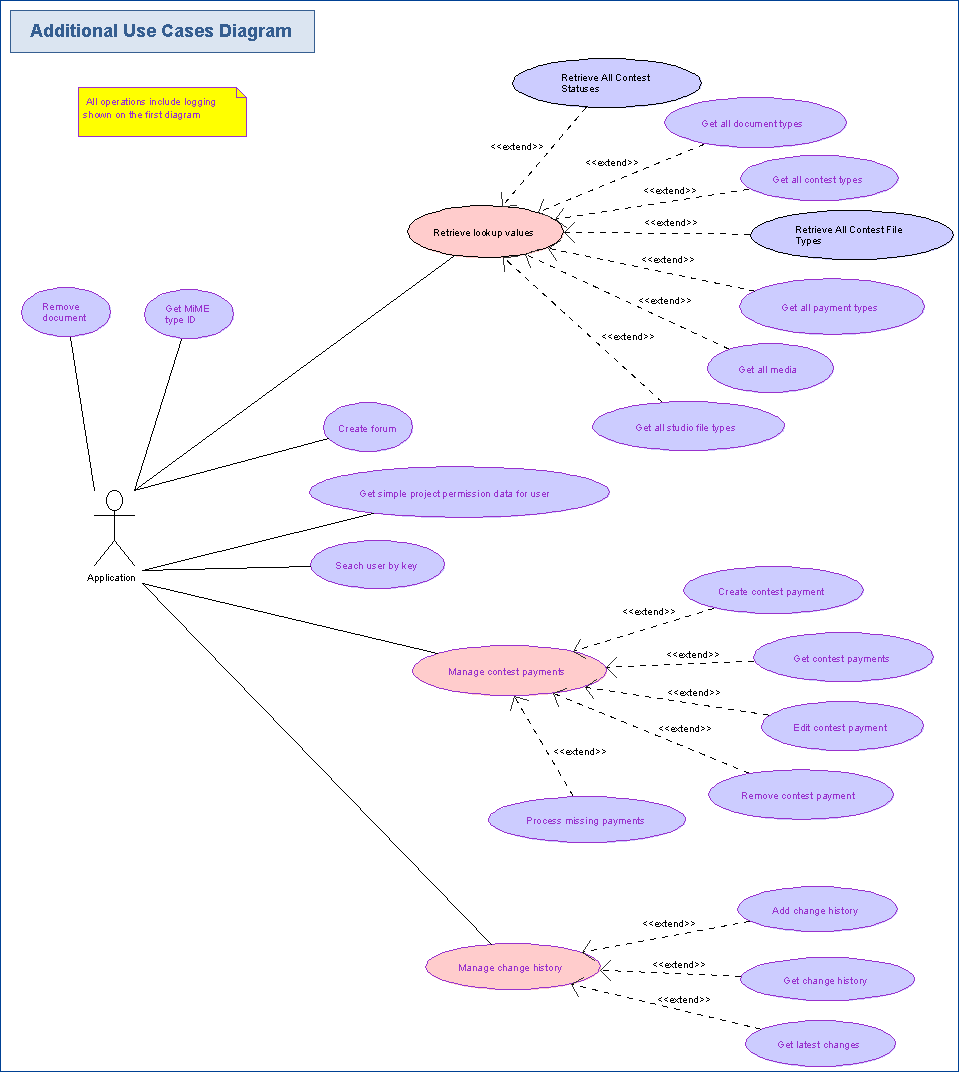 Additional Use Cases Diagram
All operations include logging
shown on the first diagram
Retrieve All Contest
Statuses
<<extend>>
Get all document types
<<extend>>
Get all contest types
<<extend>>
Retrieve All Contest File
Types
<<extend>>
Retrieve lookup values
<<extend>>
Get all payment types
<<extend>>
Get all media
<<extend>>
Get all studio file types
Remove
document
Get MiME
type ID
Create forum
Get simple project permission data for user
Seach user by key
Application
Create contest payment
<<extend>>
Get contest payments
<<extend>>
Manage contest payments
<<extend>>
Edit contest payment
<<extend>>
Remove contest payment
<<extend>>
Process missing payments
Add change history
<<extend>>
Manage change history
<<extend>>
Get change history
<<extend>>
Get latest changes